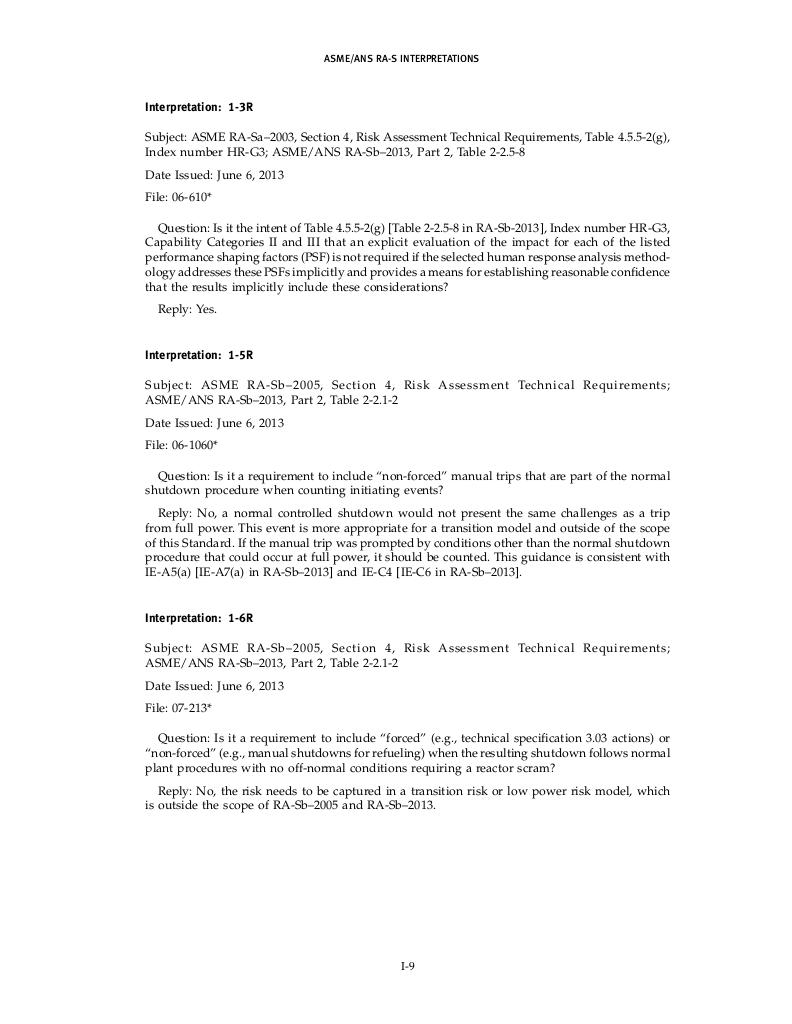 ASME/ANS RA-S INTERPRETATIONS
Interpretation: 1-3R
Subject: ASME RA-Sa–2003, Section 4, Risk Assessment Technical Requirements, Table 4.5.5-2(g),
Index number HR-G3; ASME/ANS RA-Sb–2013, Part 2, Table 2-2.5-8
Date Issued: June 6, 2013
File: 06-610*
Question: Is it the intent of Table 4.5.5-2(g) [Table 2-2.5-8 in RA-Sb-2013], Index number HR-G3,
Capability Categories II and III that an explicit evaluation of the impact for each of the listed
performance shaping factors (PSF) is not required if the selected human response analysis method-
ology addresses these PSFs implicitly and provides a means for establishing reasonable confidence
that the results implicitly include these considerations?
Reply: Yes.
Interpretation: 1-5R
Subject: ASME RA-Sb–2005, Section 4, Risk Assessment Technical Requirements;
ASME/ANS RA-Sb–2013, Part 2, Table 2-2.1-2
Date Issued: June 6, 2013
File: 06-1060*
Question: Is it a requirement to include “non-forced” manual trips that are part of the normal
shutdown procedure when counting initiating events?
Reply: No, a normal controlled shutdown would not present the same challenges as a trip
from full power. This event is more appropriate for a transition model and outside of the scope
of this Standard. If the manual trip was prompted by conditions other than the normal shutdown
procedure that could occur at full power, it should be counted. This guidance is consistent with
IE-A5(a) [IE-A7(a) in RA-Sb–2013] and IE-C4 [IE-C6 in RA-Sb–2013].
Interpretation: 1-6R
Subject: ASME RA-Sb–2005, Section 4, Risk Assessment Technical Requirements;
ASME/ANS RA-Sb–2013, Part 2, Table 2-2.1-2
Date Issued: June 6, 2013
File: 07-213*
Question: Is it a requirement to include “forced” (e.g., technical specification 3.03 actions) or
“non-forced” (e.g., manual shutdowns for refueling) when the resulting shutdown follows normal
plant procedures with no off-normal conditions requiring a reactor scram?
Reply: No, the risk needs to be captured in a transition risk or low power risk model, which
is outside the scope of RA-Sb–2005 and RA-Sb–2013.
I-9